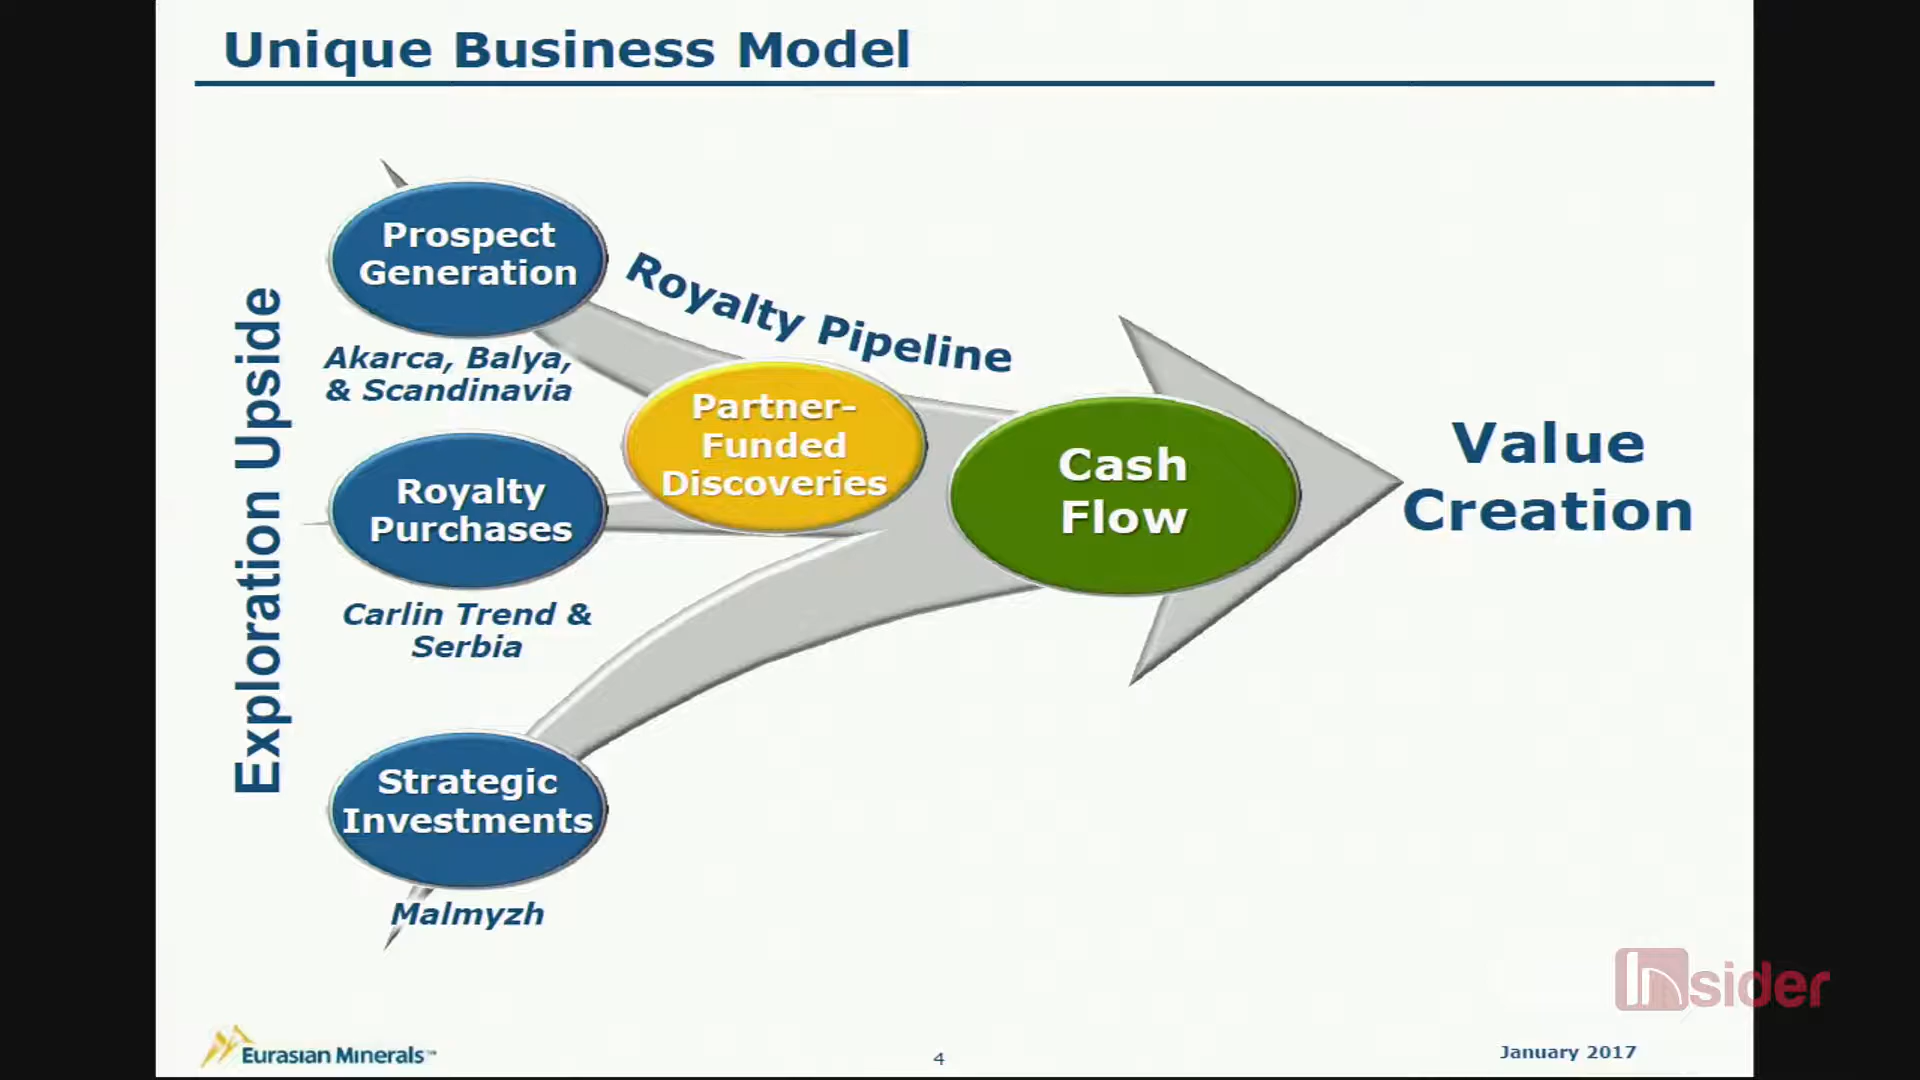 Unique Business Model
Exploration Upside
Prospect
Generation
Akarca, Balya,
& Scandinavia
Royalty Pipeline
Partner-
Funded
Discoveries
Royalty
Purchases
Carlin Trend &
Serbia
Cash
Flow
Value
Creation
Strategic
Investments
Malmyzh
Insider
Eurasian Minerals™
4
January 2017